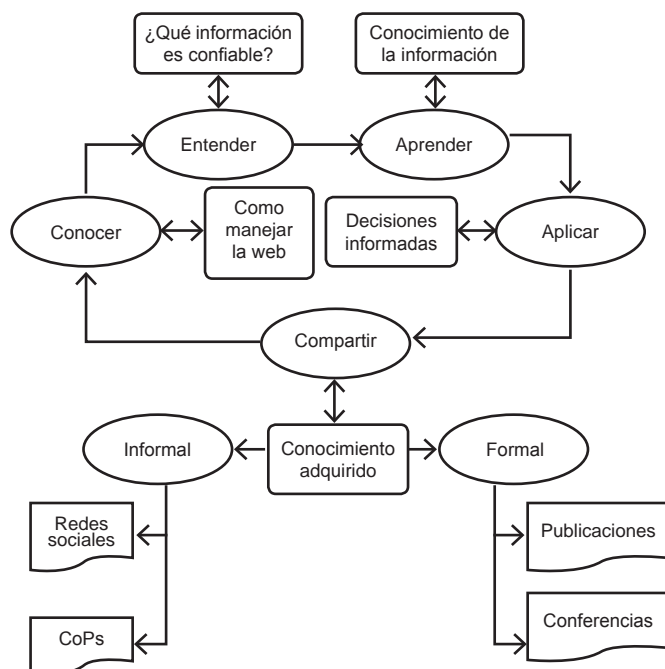 ¿Qué información
es confiable?
Conocimiento de
la información
Entender
Aprender
Conocer
Como
manejar
la web
Decisiones
informadas
Aplicar
Compartir
Informal
Conocimiento
adquirido
Formal
Redes
sociales
Publicaciones
CoPs
Conferencias